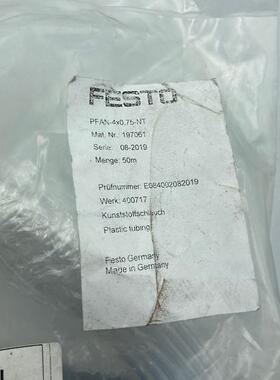 FESTO
PFAN-4x0,75-NT
Mat. Nr.: 197061
Serie: 08-2019
Menge: 50m
Prüfnummer: E084002082019
Werk: 400717
Kunststoffschlauch
Plastic tubing
Festo Germany
Made in Germany